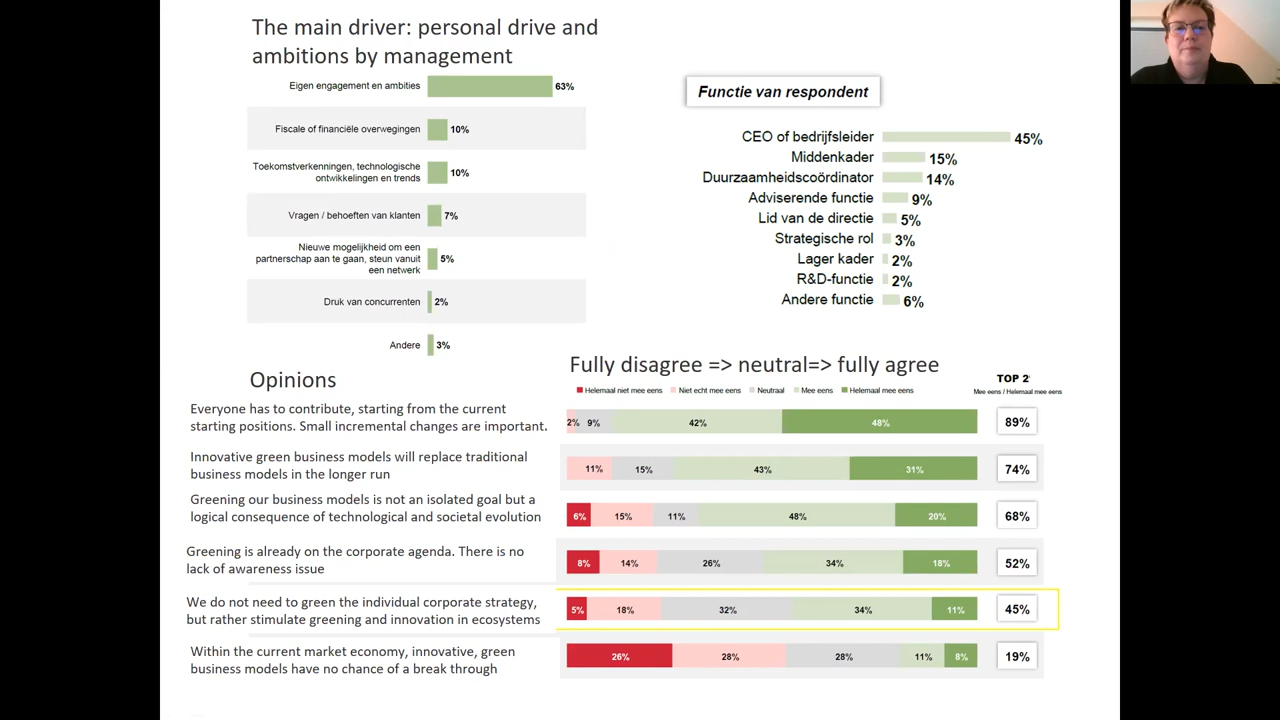 The main driver: personal drive and
ambitions by management
Eigen engagement en ambities 63%
Fiscale of financiële overwegingen 10%
Toekomstverkenningen, technologische
ontwikkelingen en trends 10%
Vragen / behoeften van klanten 7%
Nieuwe mogelijkheid om een
partnerschap aan te gaan, steun vanuit 5%
een netwerk
Druk van concurrenten 2%
Andere 3%
Functie van respondent
CEO of bedrijfsleider 45%
Middenkader 15%
Duurzaamheidscoördinator 14%
Adviserende functie 9%
Lid van de directie 5%
Strategische rol 3%
Lager kader 2%
R&D-functie 2%
Andere functie 6%
Opinions
Fully disagree => neutral=> fully agree
Helemaal niet mee eens Niet echt mee eens Neutraal Mee eens Helemaal mee eens
TOP 2
Mee eens / Helemaal mee eens
Everyone has to contribute, starting from the current
starting positions. Small incremental changes are important.
2% 9% 42% 48% 89%
Innovative green business models will replace traditional
business models in the longer run
11% 15% 43% 31% 74%
Greening our business models is not an isolated goal but a
logical consequence of technological and societal evolution
6% 15% 11% 48% 20% 68%
Greening is already on the corporate agenda. There is no
lack of awareness issue
8% 14% 26% 34% 18% 52%
We do not need to green the individual corporate strategy,
but rather stimulate greening and innovation in ecosystems
5% 18% 32% 34% 11% 45%
Within the current market economy, innovative, green
business models have no chance of a break through
26% 28% 28% 11% 8% 19%